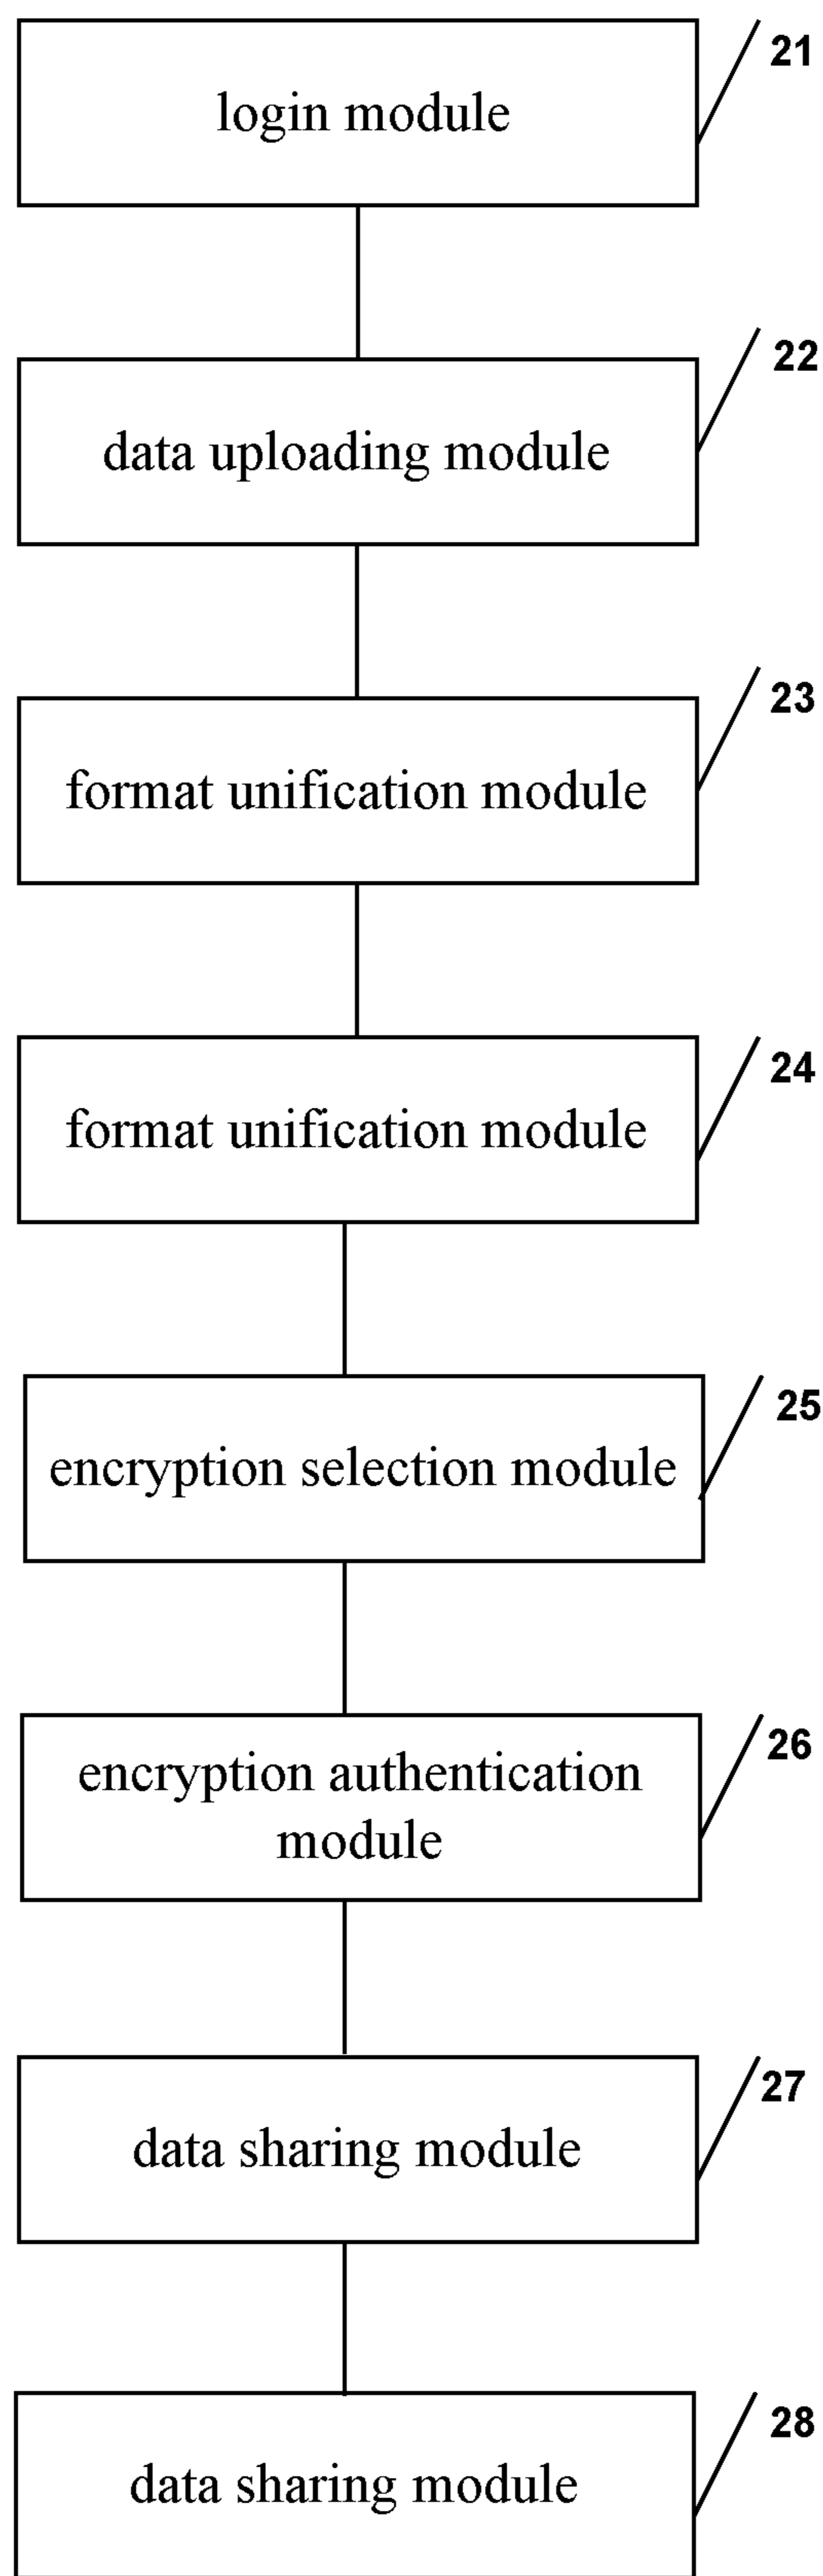 21
login module
22
data uploading module
23
format unification module
24
format unification module
25
encryption selection module
26
encryption authentication
module
27
data sharing module
28
data sharing module